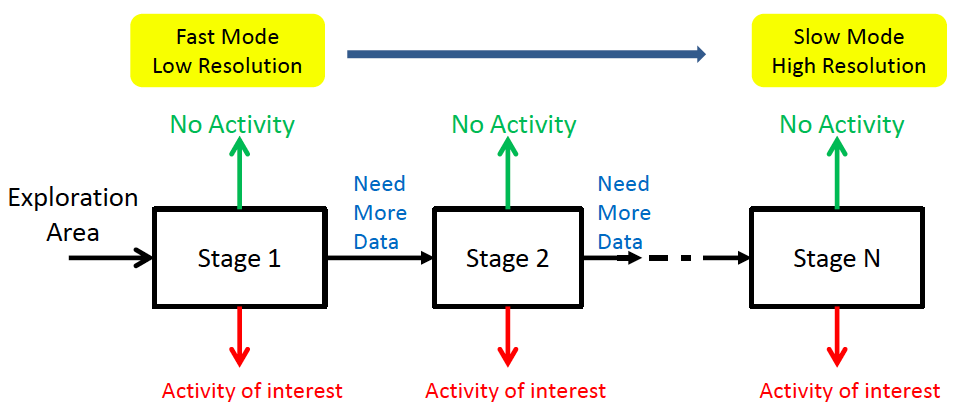 Fast Mode
Low Resolution
Slow Mode
High Resolution
No Activity
No Activity
No Activity
Exploration
Area
Need
More
Data
Need
More
Data
Stage 1
Stage 2
Stage N
Activity of interest
Activity of interest
Activity of interest